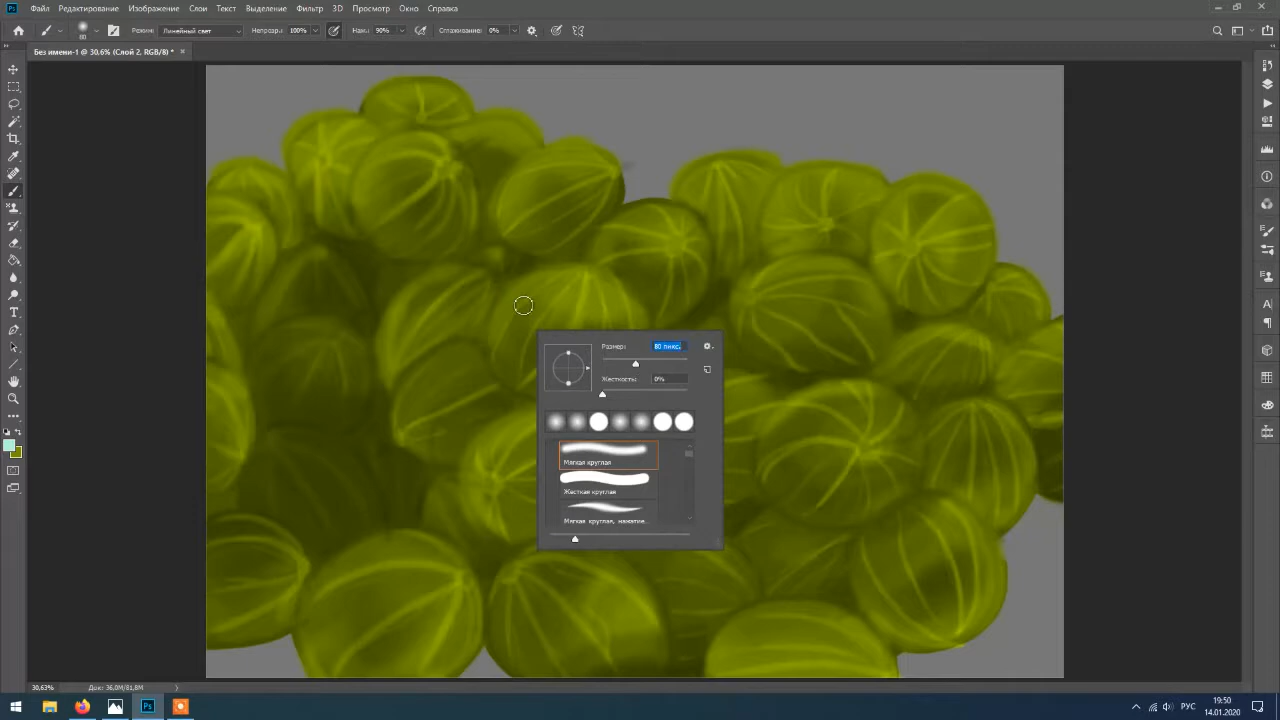 Файл Редактирование Изображение Слои Текст Выделение Фильтр 3D Просмотр Окно Справка
80 Режим: Линейный свет Непрозр.: 100% Наж.: 90% Сглаживание: 0%
Без имени-1 @ 30,6% (Слой 2, RGB/8) *
Размер: 80 пикс.
Жесткость: 0%
Мягкая круглая
Жесткая круглая
Мягкая круглая, нажатие...
30,63% Док: 36,0M/81,8M
Ps РУС 19:50
14.01.2020